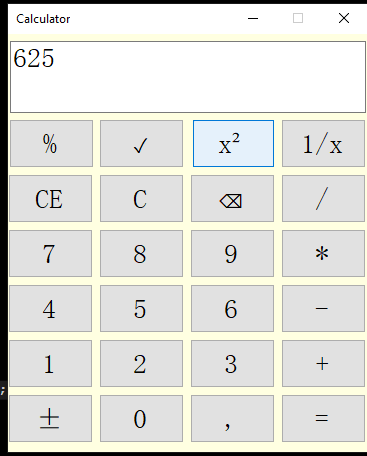 Calculator
625
% ✓ x² 1/x
CE C ⌫ /
7 8 9 *
4 5 6 -
1 2 3 +
± 0 , =
;